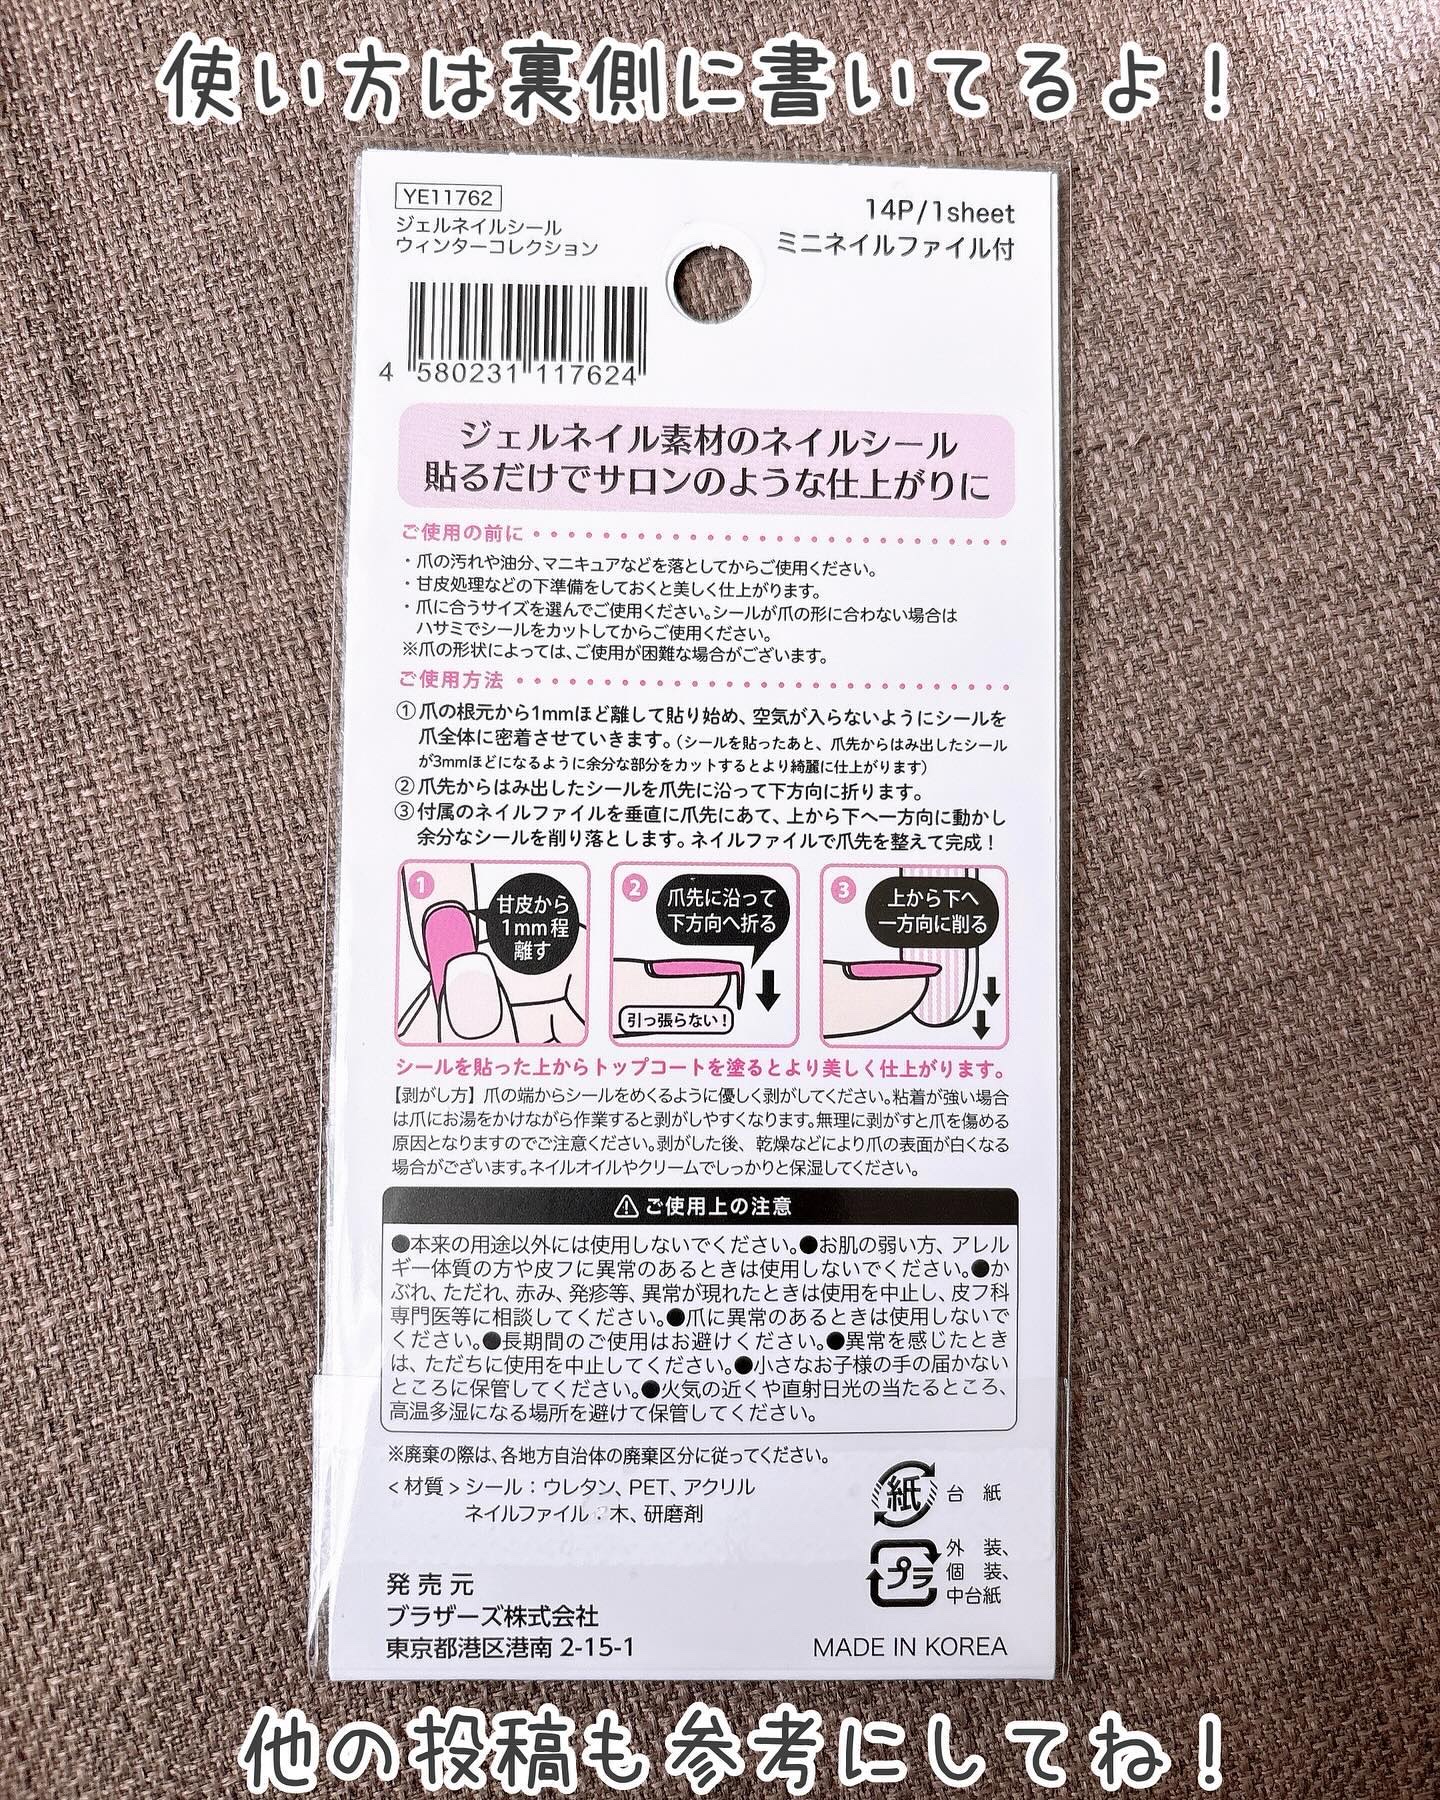 使い方は裏側に書いてるよ！
YE11762
ジェルネイルシール
ウィンターコレクション
14P/1sheet
ミニネイルファイル付
4 580231 117624
ジェルネイル素材のネイルシール
貼るだけでサロンのような仕上がりに
ご使用の前に
・爪の汚れや油分、マニキュアなどを落としてからご使用ください。
・甘皮処理などの下準備をしておくと美しく仕上がります。
・爪に合うサイズを選んでご使用ください。シールが爪の形に合わない場合は
ハサミでシールをカットしてからご使用ください。
※爪の形状によっては、ご使用が困難な場合がございます。
ご使用方法
①爪の根元から1mmほど離して貼り始め、空気が入らないようにシールを
爪全体に密着させていきます。（シールを貼ったあと、爪先からはみ出したシール
が3mmほどになるように余分な部分をカットするとより綺麗に仕上がります）
②爪先からはみ出したシールを爪先に沿って下方向に折ります。
③付属のネイルファイルを垂直に爪先にあて、上から下へ一方向に動かし
余分なシールを削り落とします。ネイルファイルで爪先を整えて完成！
1
甘皮から
1mm程
離す
2
爪先に沿って
下方向へ折る
引っ張らない！
3
上から下へ
一方向に削る
シールを貼った上からトップコートを塗るとより美しく仕上がります。
【剥がし方】爪の端からシールをめくるように優しく剥がしてください。粘着が強い場合
は爪にお湯をかけながら作業すると剥がしやすくなります。無理に剥がすと爪を傷める
原因となりますのでご注意ください。剥がした後、乾燥などにより爪の表面が白くなる
場合がございます。ネイルオイルやクリームでしっかりと保湿してください。
⚠ご使用上の注意
●本来の用途以外には使用しないでください。●お肌の弱い方、アレル
ギー体質の方や皮フに異常のあるときは使用しないでください。●か
ぶれ、ただれ、赤み、発疹等、異常が現れたときは使用を中止し、皮フ科
専門医等に相談してください。●爪に異常のあるときは使用しないで
ください。●長期間のご使用はお避けください。●異常を感じたとき
は、ただちに使用を中止してください。●小さなお子様の手の届かない
ところに保管してください。●火気の近くや直射日光の当たるところ、
高温多湿になる場所を避けて保管してください。
※廃棄の際は、各地方自治体の廃棄区分に従ってください。
<材質>シール：ウレタン、PET、アクリル
ネイルファイル：木、研磨剤
紙 台紙
プラ 外装、
個装、
中台紙
発売元
ブラザーズ株式会社
東京都港区港南 2-15-1
MADE IN KOREA
他の投稿も参考にしてね！